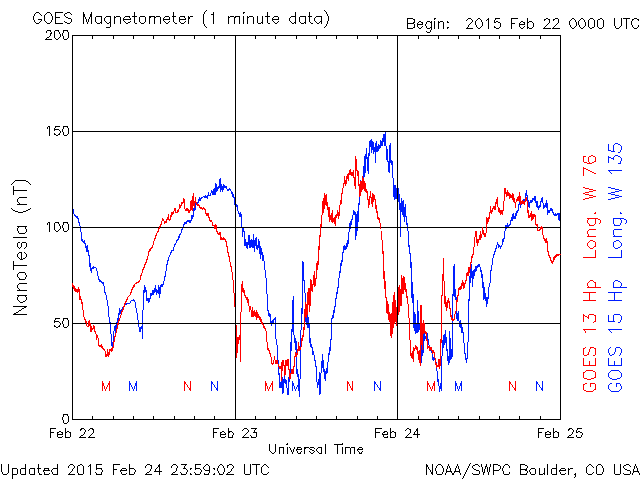 GOES Magnetometer (1 minute data)
Begin: 2015 Feb 22 0000 UTC
200
150
100
50
0
NanoTesla (nT)
M M N N M M N N M M N N
Feb 22 Feb 23 Feb 24 Feb 25
Universal Time
GOES 13 Hp Long. W 76
GOES 15 Hp Long. W 135
Updated 2015 Feb 24 23:59:02 UTC
NOAA/SWPC Boulder, CO USA